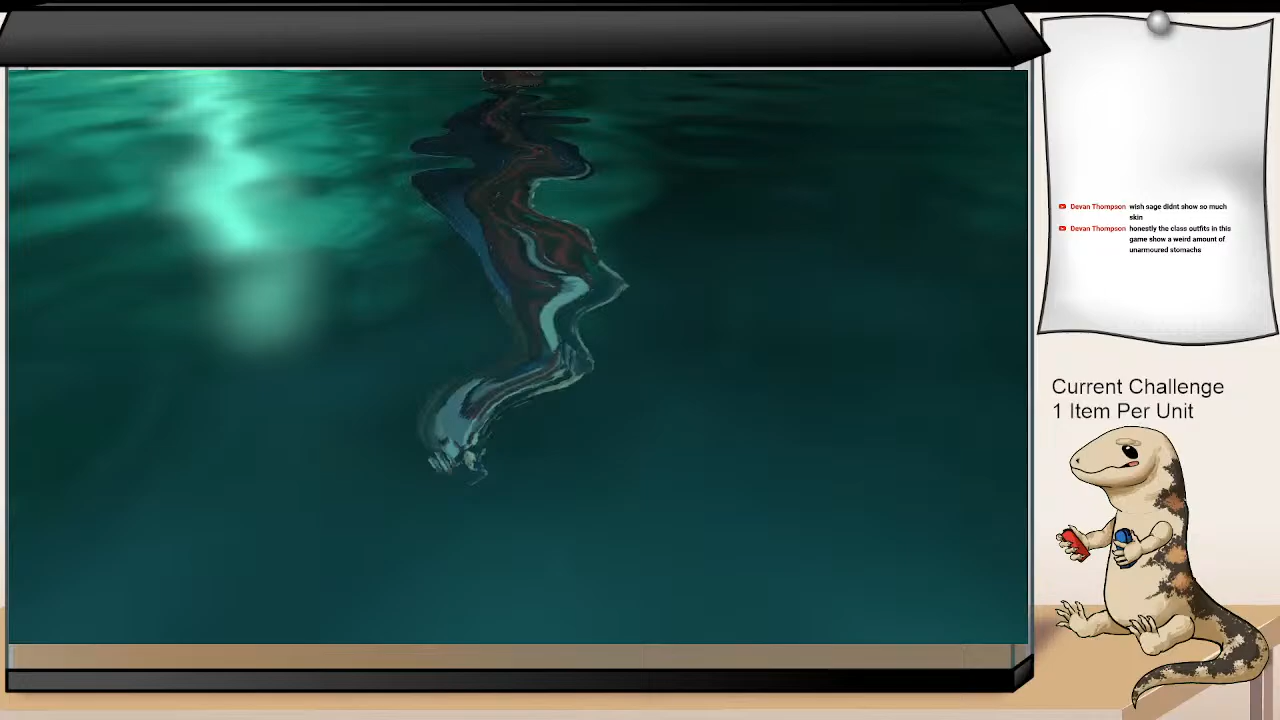 Devan Thompson wish sage didnt show so much
skin
Devan Thompson honestly the class outfits in this
game show a weird amount of
unarmoured stomachs
Current Challenge
1 Item Per Unit